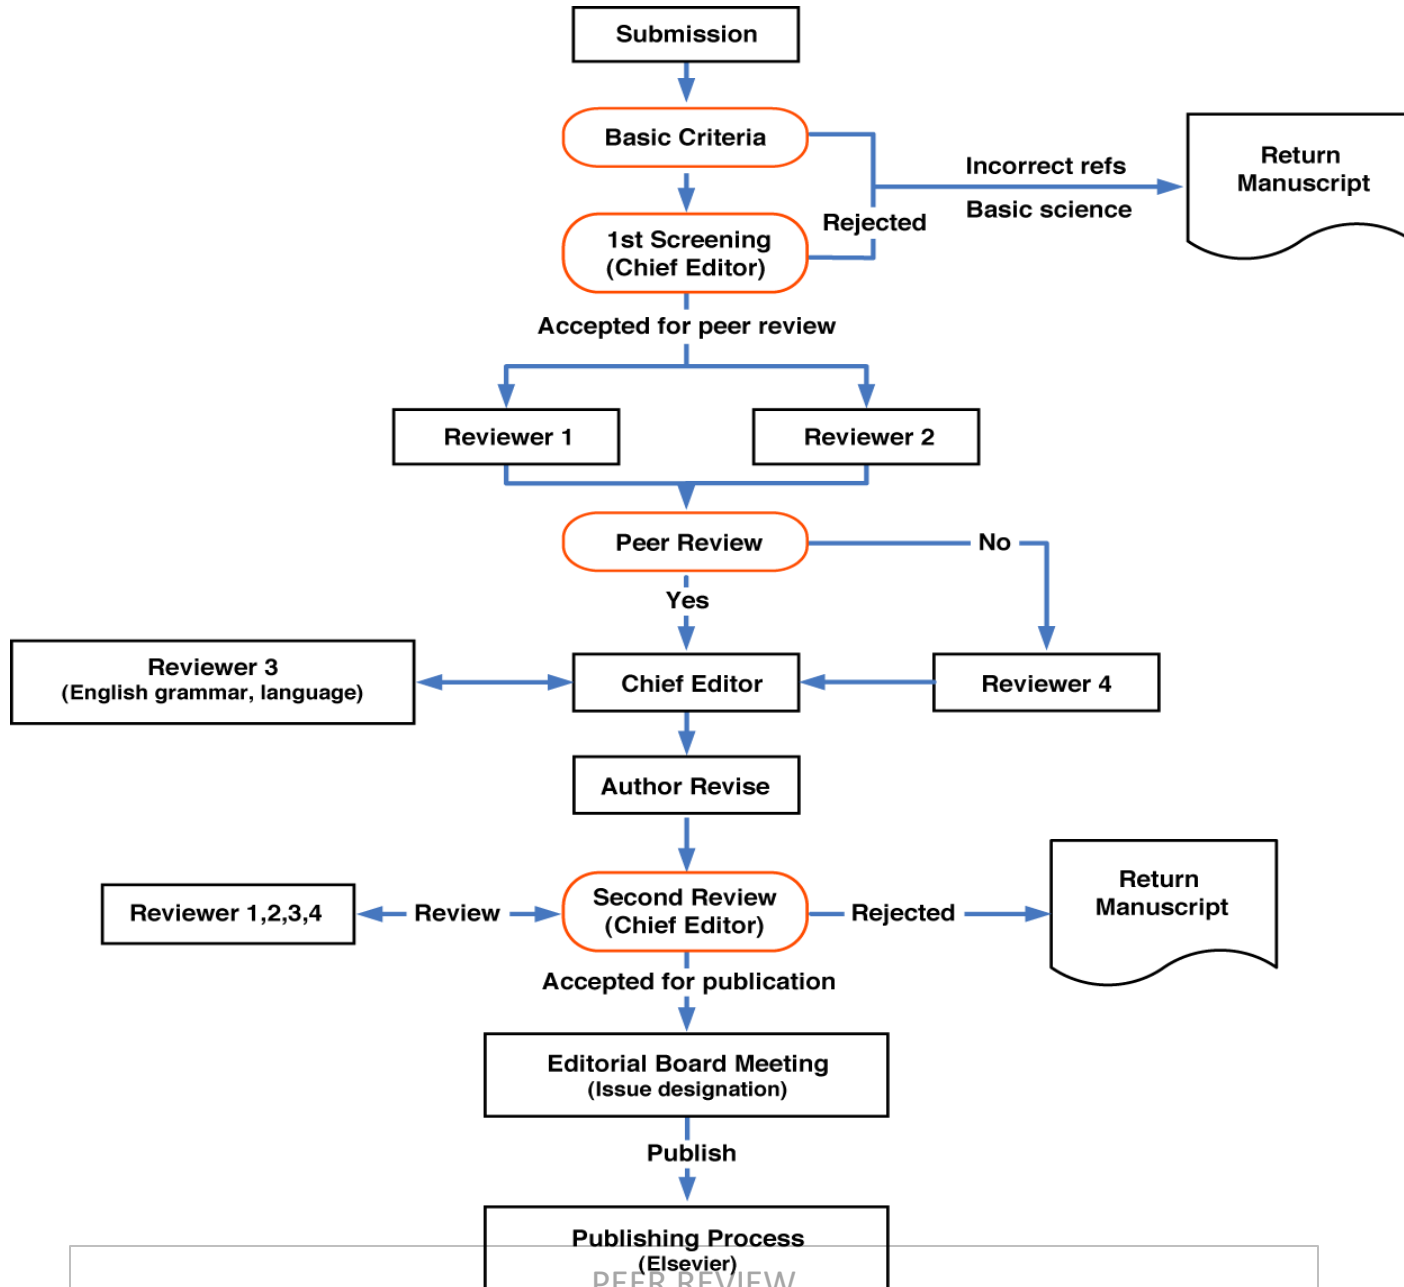 Submission
Basic Criteria
Incorrect refs
Return
Manuscript
Basic science
Rejected
1st Screening
(Chief Editor)
Accepted for peer review
Reviewer 1
Reviewer 2
Peer Review
No
Yes
Reviewer 3
(English grammar, language)
Chief Editor
Reviewer 4
Author Revise
Return
Manuscript
Second Review
(Chief Editor)
Reviewer 1,2,3,4
Review
Rejected
Accepted for publication
Editorial Board Meeting
(Issue designation)
Publish
Publishing Process
(Elsevier)
PEER REVIEW